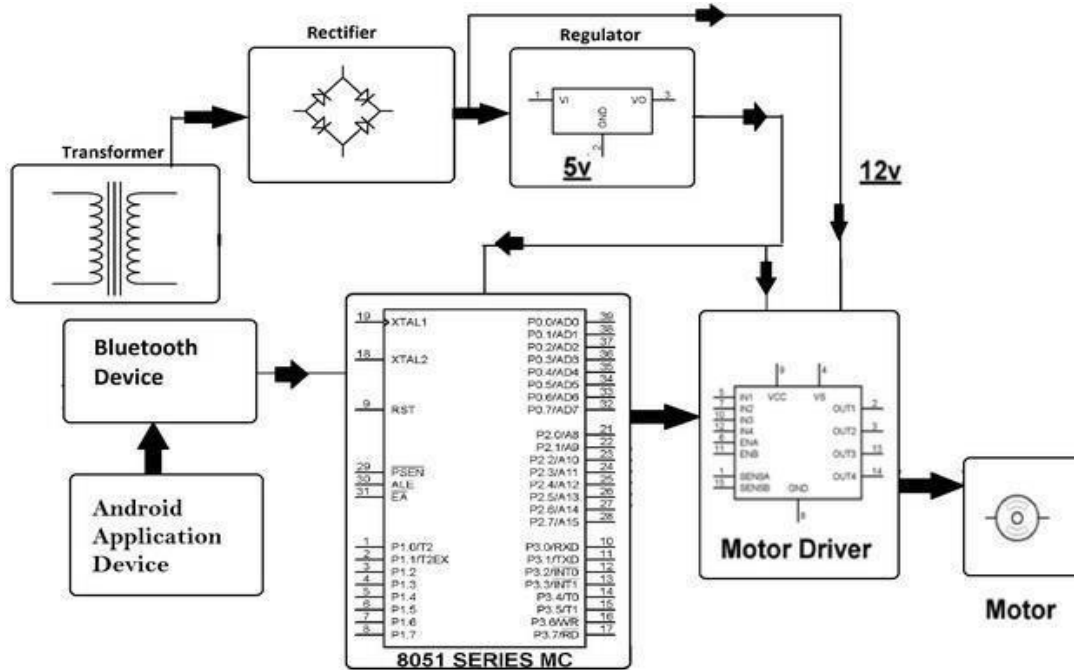 Rectifier
Regulator
1
VI
VO
3
GND
2
5v
12v
Transformer
Bluetooth
Device
Android
Application
Device
19
XTAL1
18
XTAL2
9
RST
29
PSEN
30
ALE
31
EA
1
P1.0/T2
2
P1.1/T2EX
3
P1.2
4
P1.3
5
P1.4
6
P1.5
7
P1.6
8
P1.7
P0.0/AD0
39
P0.1/AD1
38
P0.2/AD2
37
P0.3/AD3
36
P0.4/AD4
35
P0.5/AD5
34
P0.6/AD6
33
P0.7/AD7
32
P2.0/A8
21
P2.1/A9
22
P2.2/A10
23
P2.3/A11
24
P2.4/A12
25
P2.5/A13
26
P2.6/A14
27
P2.7/A15
28
P3.0/RXD
10
P3.1/TXD
11
P3.2/INT0
12
P3.3/INT1
13
P3.4/T0
14
P3.5/T1
15
P3.6/WR
16
P3.7/RD
17
8051 SERIES MC
9
4
VCC
VS
5
IN1
7
IN2
10
IN3
12
IN4
6
ENA
11
ENB
1
SENSA
15
SENSB
OUT1
2
OUT2
3
OUT3
13
OUT4
14
GND
8
Motor Driver
Motor